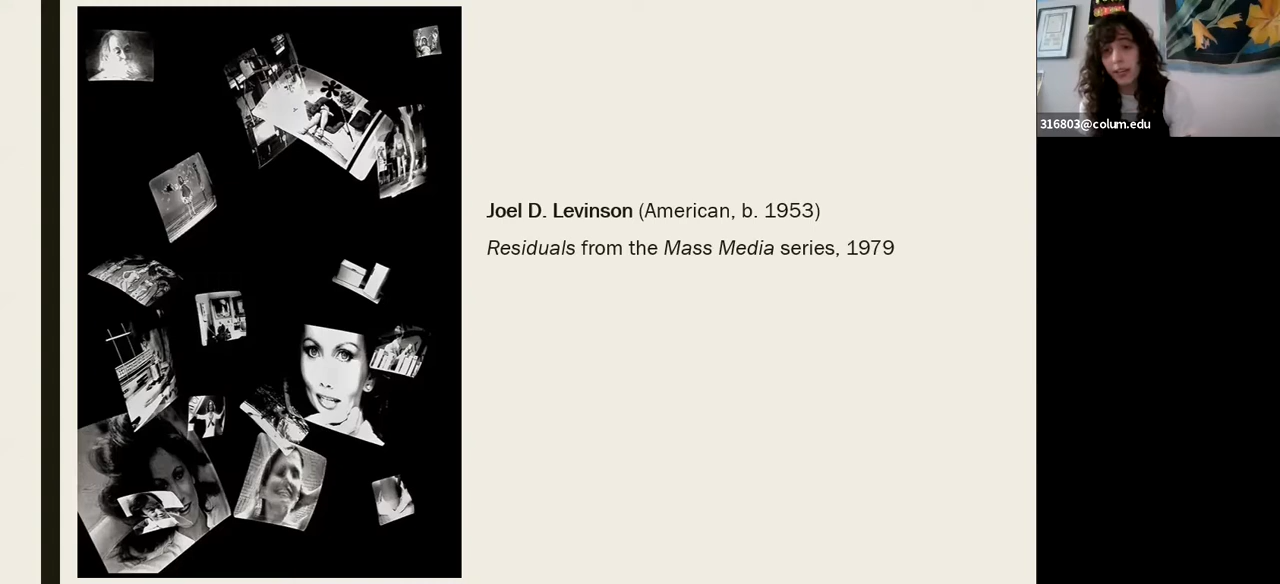 Joel D. Levinson (American, b. 1953)
Residuals from the Mass Media series, 1979
316803@colum.edu